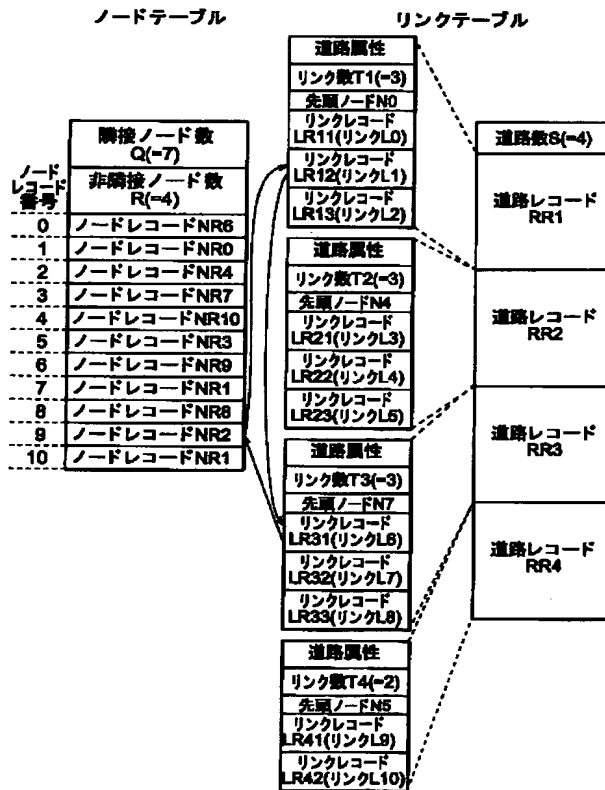 ノードテーブル
隣接ノード数
Q(=7)
非隣接ノード数
R(=4)
ノード
レコード
番号
0 ノードレコードNR6
1 ノードレコードNR0
2 ノードレコードNR4
3 ノードレコードNR7
4 ノードレコードNR10
5 ノードレコードNR3
6 ノードレコードNR9
7 ノードレコードNR1
8 ノードレコードNR8
9 ノードレコードNR2
10 ノードレコードNR1
リンクテーブル
道路属性
リンク数T1(=3)
先頭ノードN0
リンクレコード
LR11(リンクL0)
リンクレコード
LR12(リンクL1)
リンクレコード
LR13(リンクL2)
道路属性
リンク数T2(=3)
先頭ノードN4
リンクレコード
LR21(リンクL3)
リンクレコード
LR22(リンクL4)
リンクレコード
LR23(リンクL5)
道路属性
リンク数T3(=3)
先頭ノードN7
リンクレコード
LR31(リンクL6)
リンクレコード
LR32(リンクL7)
リンクレコード
LR33(リンクL8)
道路属性
リンク数T4(=2)
先頭ノードN5
リンクレコード
LR41(リンクL9)
リンクレコード
LR42(リンクL10)
道路数S(=4)
道路レコード
RR1
道路レコード
RR2
道路レコード
RR3
道路レコード
RR4